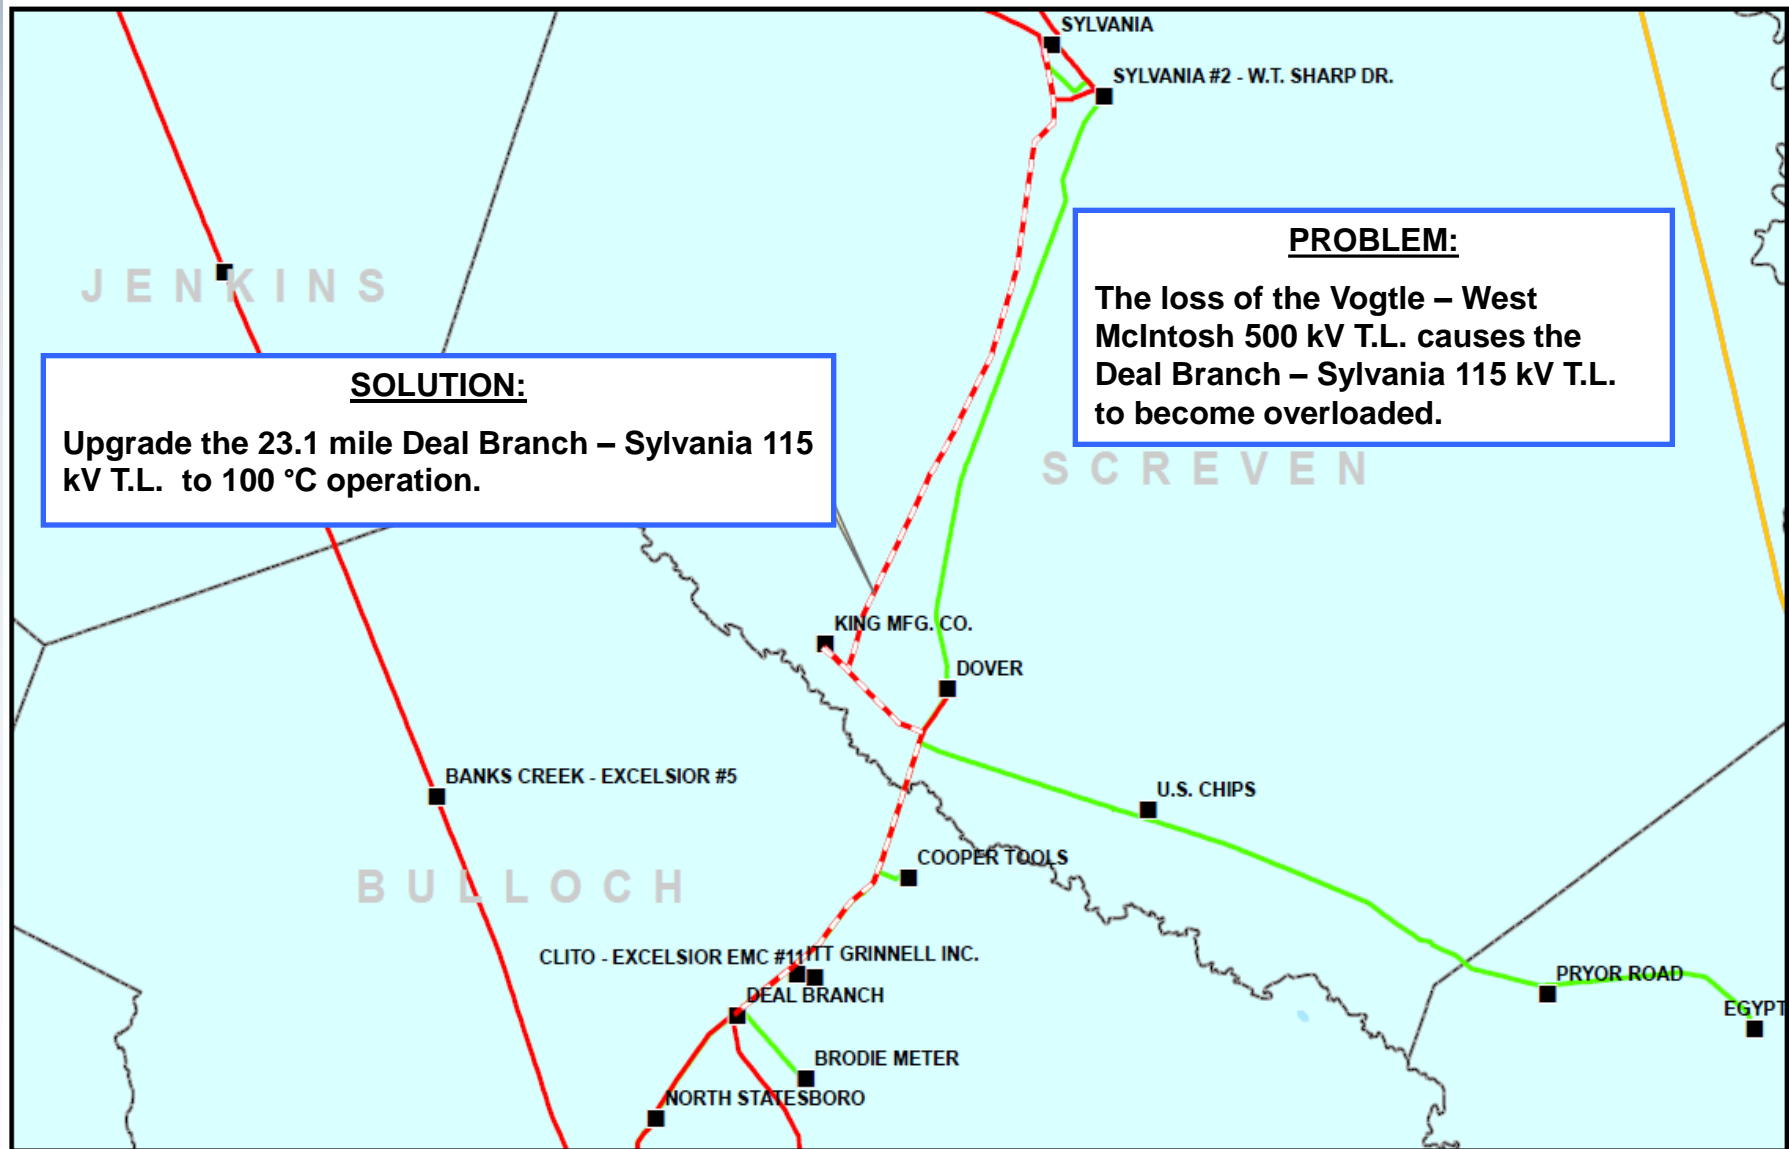 SYLVANIA
SYLVANIA #2 - W.T. SHARP DR.
JENKINS
PROBLEM:
The loss of the Vogtle – West
McIntosh 500 kV T.L. causes the
Deal Branch – Sylvania 115 kV T.L.
to become overloaded.
SOLUTION:
Upgrade the 23.1 mile Deal Branch – Sylvania 115
kV T.L. to 100 °C operation.
SCREVEN
KING MFG. CO.
DOVER
BANKS CREEK - EXCELSIOR #5
U.S. CHIPS
COOPER TOOLS
BULLOCH
CLITO - EXCELSIOR EMC #11
ITT GRINNELL INC.
PRYOR ROAD
DEAL BRANCH
EGYPT
BRODIE METER
NORTH STATESBORO